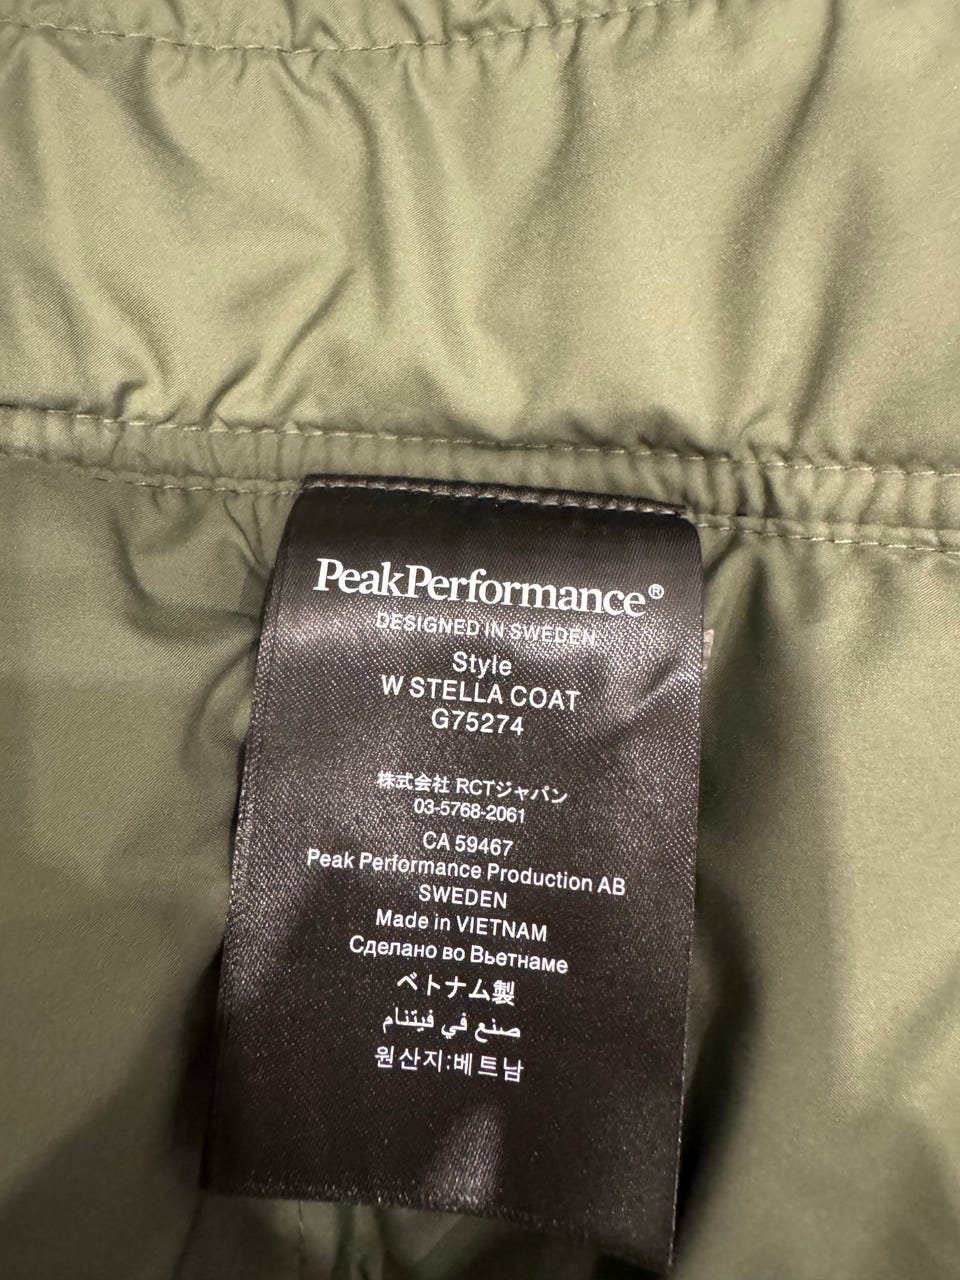 PeakPerformance®
DESIGNED IN SWEDEN
Style
W STELLA COAT
G75274
株式会社 RCTジャパン
03-5768-2061
CA 59467
Peak Performance Production AB
SWEDEN
Made in VIETNAM
Сделано во Вьетнаме
ベトナム製
صنع في فيتنام
원산지:베트남